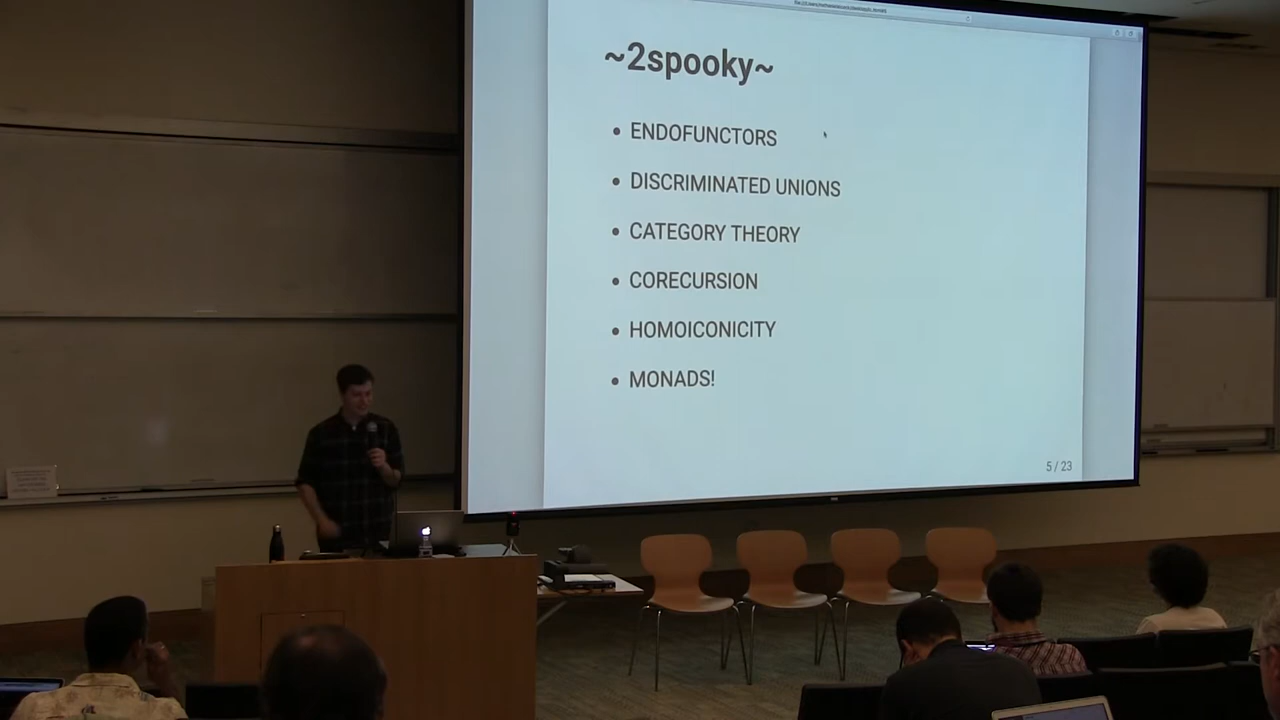 ~2spooky~
• ENDOFUNCTORS
• DISCRIMINATED UNIONS
• CATEGORY THEORY
• CORECURSION
• HOMOICONICITY
• MONADS!
5 / 23